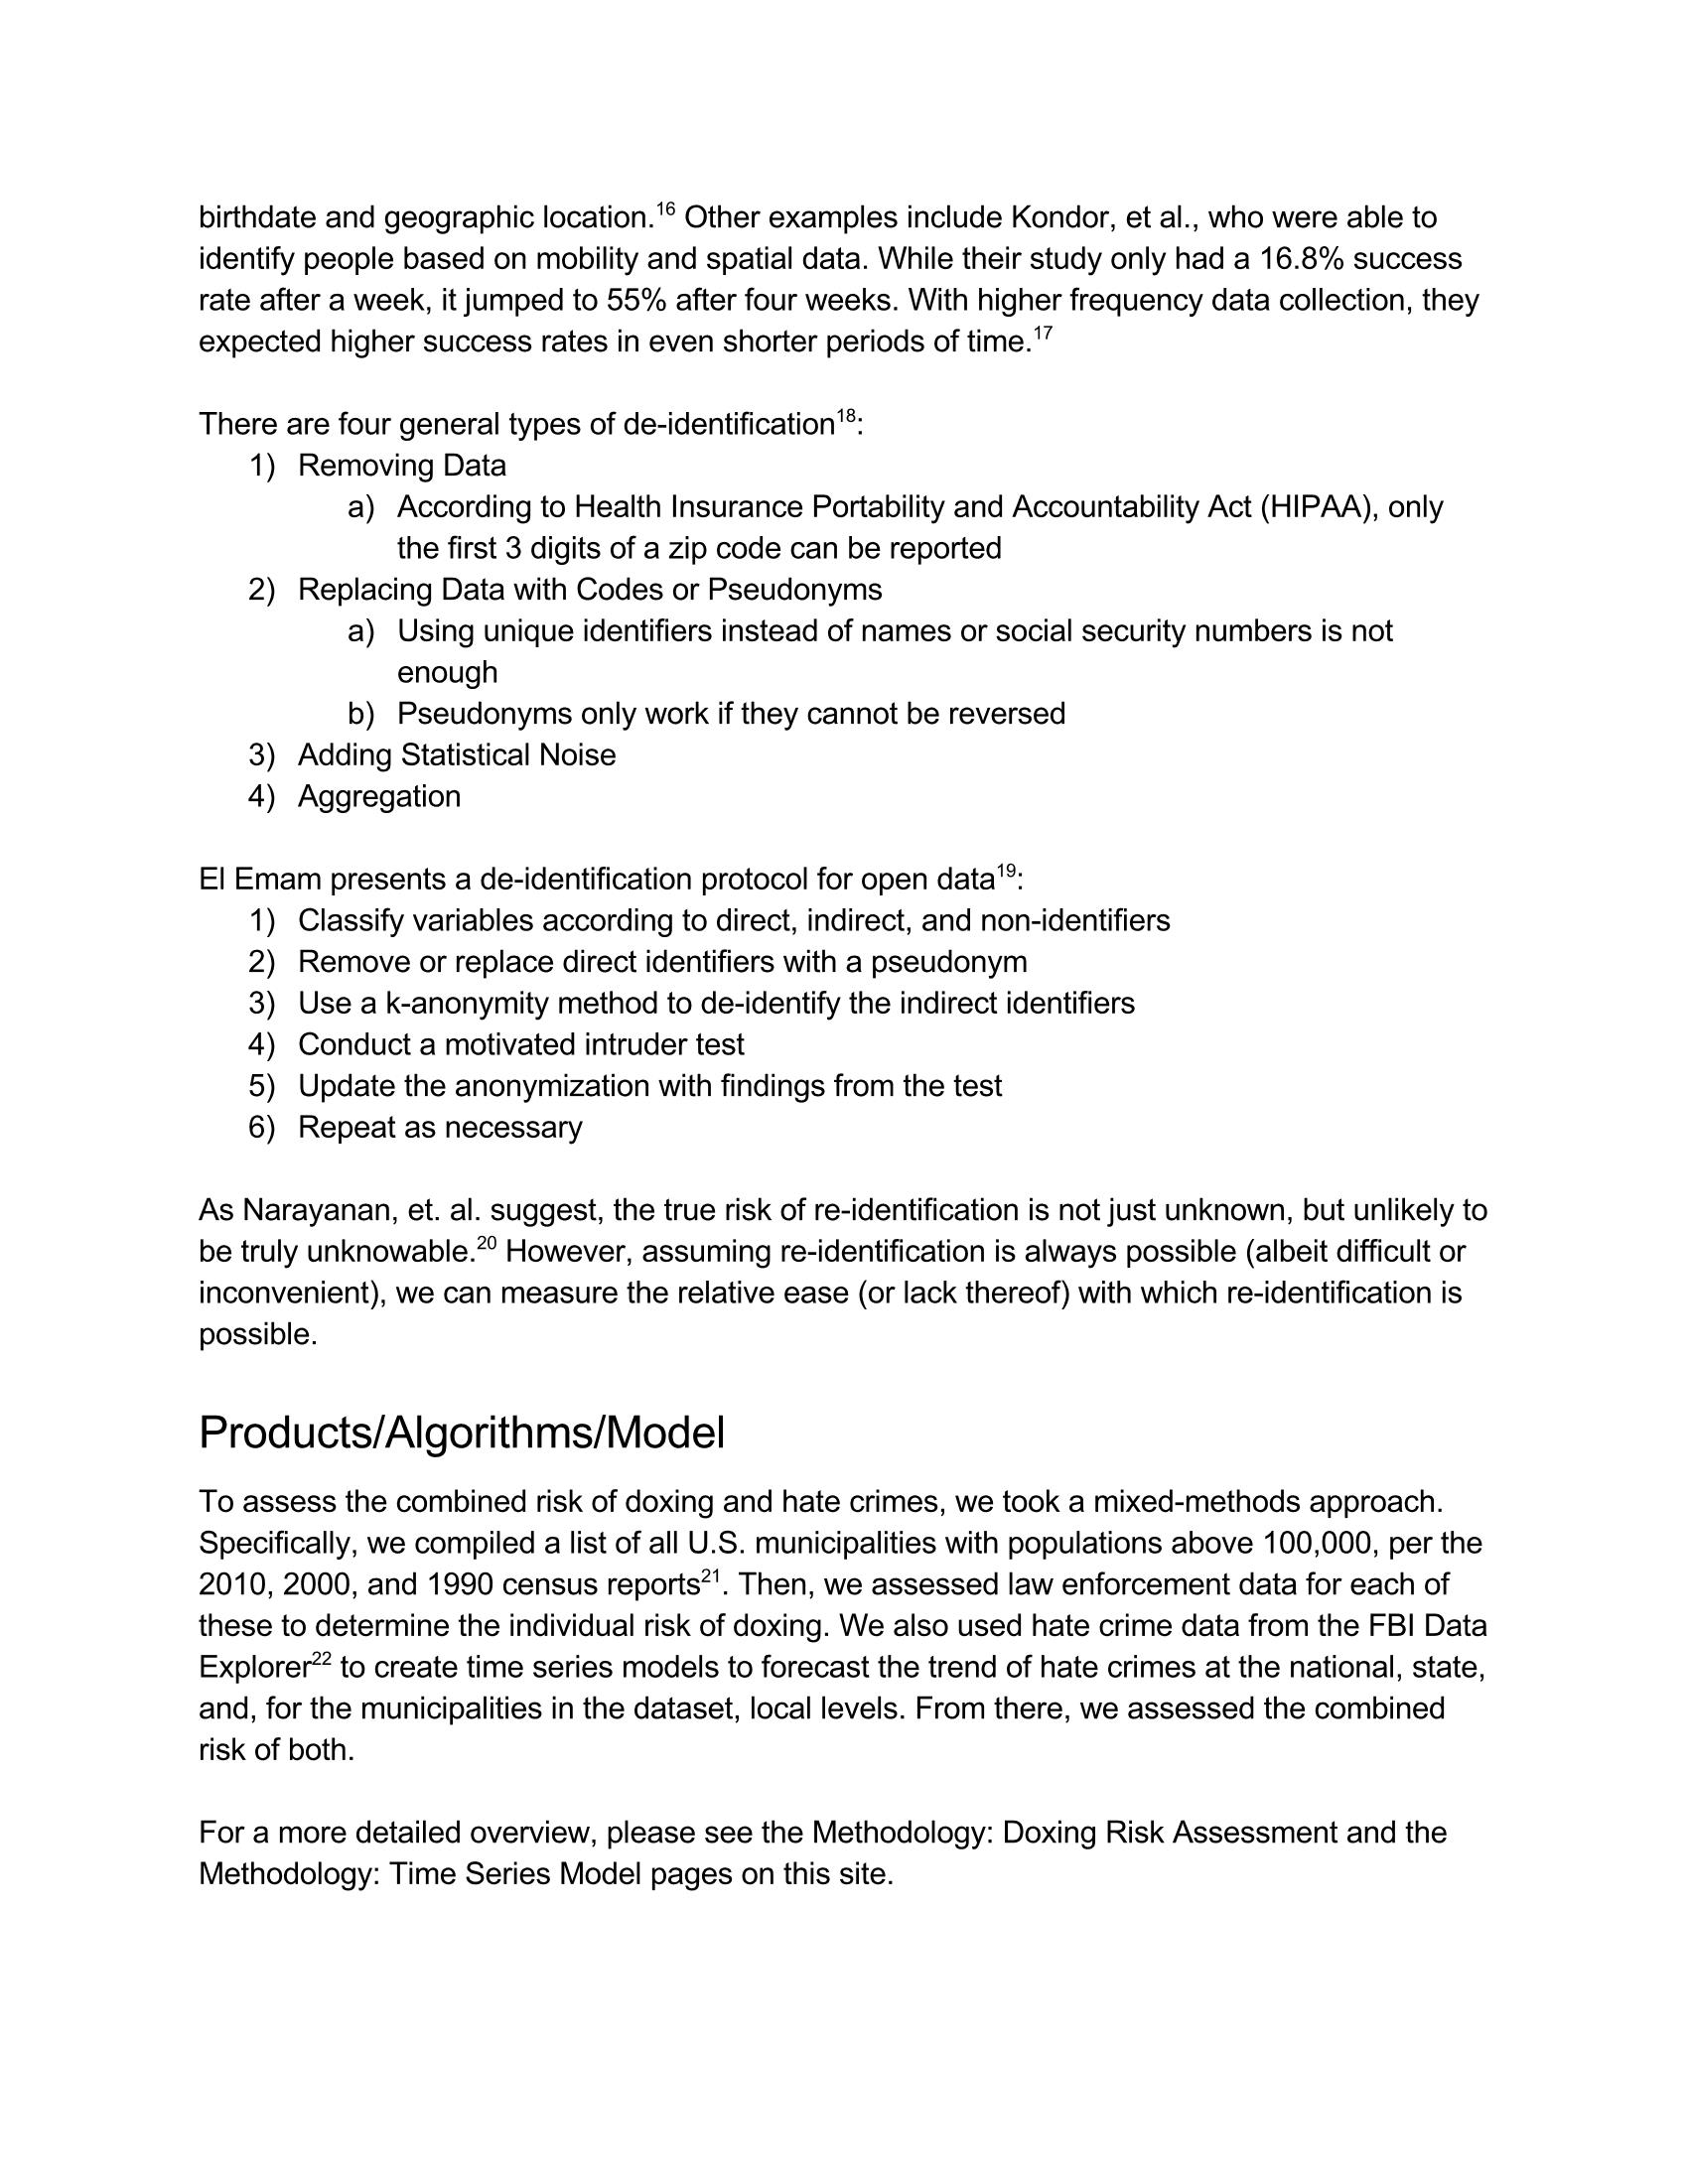 birthdate and geographic location.16 Other examples include Kondor, et al., who were able to
identify people based on mobility and spatial data. While their study only had a 16.8% success
rate after a week, it jumped to 55% after four weeks. With higher frequency data collection, they
expected higher success rates in even shorter periods of time.17
There are four general types of de-identification18:
1) Removing Data
a) According to Health Insurance Portability and Accountability Act (HIPAA), only
the first 3 digits of a zip code can be reported
2) Replacing Data with Codes or Pseudonyms
a) Using unique identifiers instead of names or social security numbers is not
enough
b) Pseudonyms only work if they cannot be reversed
3) Adding Statistical Noise
4) Aggregation
El Emam presents a de-identification protocol for open data19:
1) Classify variables according to direct, indirect, and non-identifiers
2) Remove or replace direct identifiers with a pseudonym
3) Use a k-anonymity method to de-identify the indirect identifiers
4) Conduct a motivated intruder test
5) Update the anonymization with findings from the test
6) Repeat as necessary
As Narayanan, et. al. suggest, the true risk of re-identification is not just unknown, but unlikely to
be truly unknowable.20 However, assuming re-identification is always possible (albeit difficult or
inconvenient), we can measure the relative ease (or lack thereof) with which re-identification is
possible.
Products/Algorithms/Model
To assess the combined risk of doxing and hate crimes, we took a mixed-methods approach.
Specifically, we compiled a list of all U.S. municipalities with populations above 100,000, per the
2010, 2000, and 1990 census reports21. Then, we assessed law enforcement data for each of
these to determine the individual risk of doxing. We also used hate crime data from the FBI Data
Explorer22 to create time series models to forecast the trend of hate crimes at the national, state,
and, for the municipalities in the dataset, local levels. From there, we assessed the combined
risk of both.
For a more detailed overview, please see the Methodology: Doxing Risk Assessment and the
Methodology: Time Series Model pages on this site.